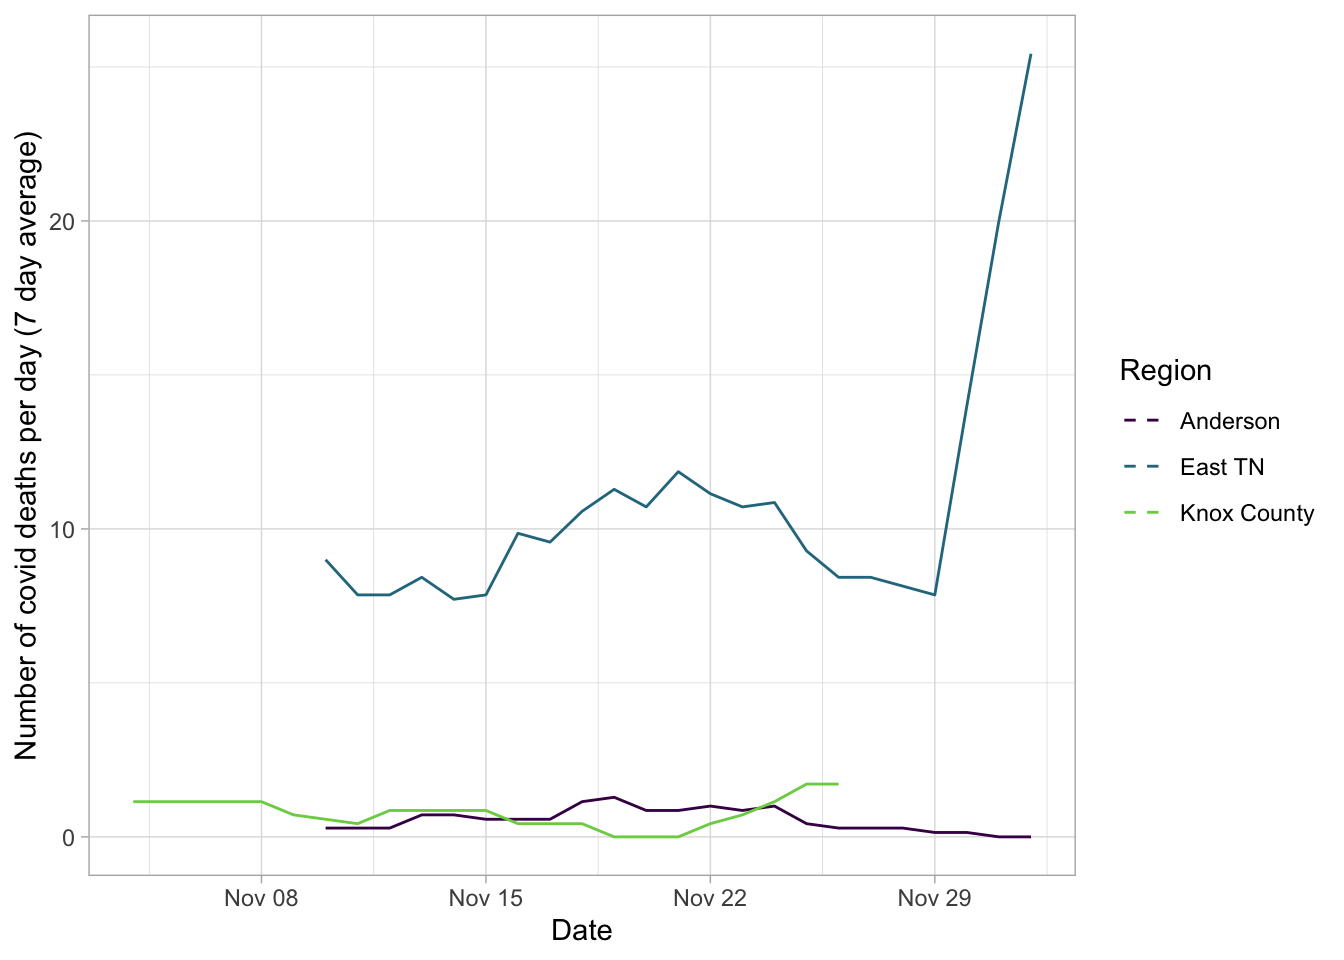 Number of covid deaths per day (7 day average)
20
10
0
Nov 08
Nov 15
Nov 22
Nov 29
Date
Region
Anderson
East TN
Knox County